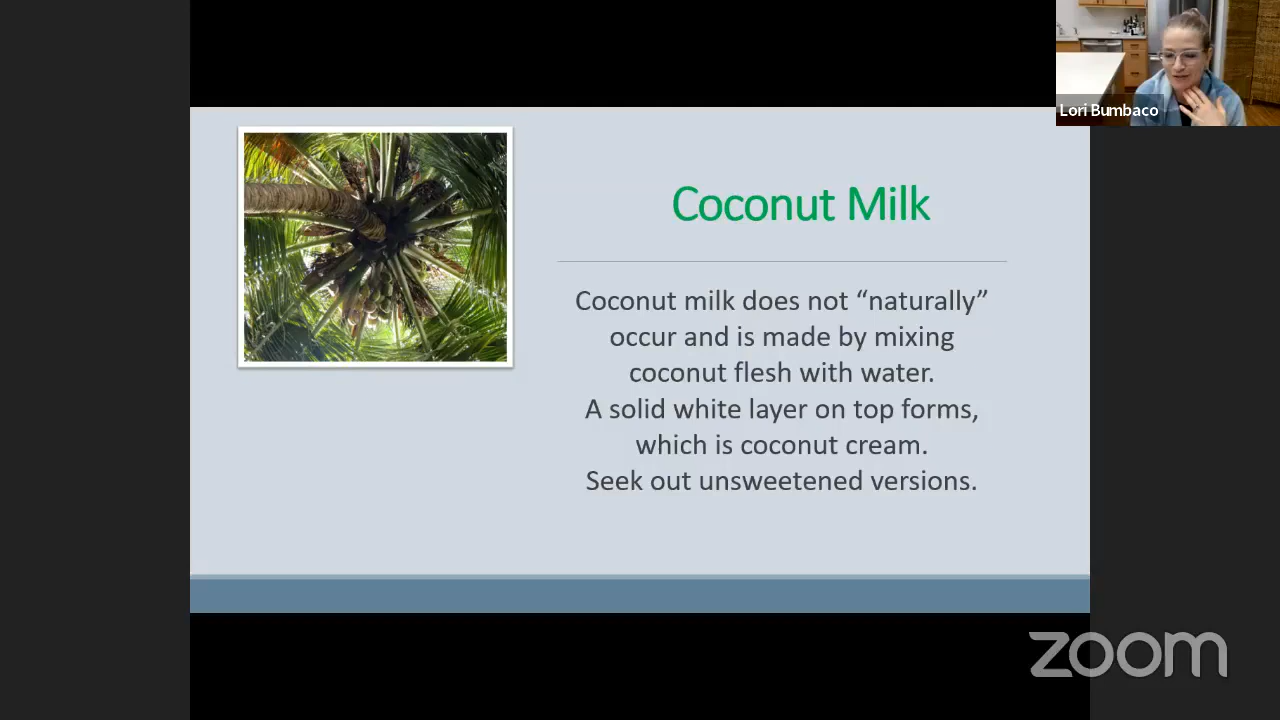 Lori Bumbaco
Coconut Milk
Coconut milk does not “naturally”
occur and is made by mixing
coconut flesh with water.
A solid white layer on top forms,
which is coconut cream.
Seek out unsweetened versions.
zoom